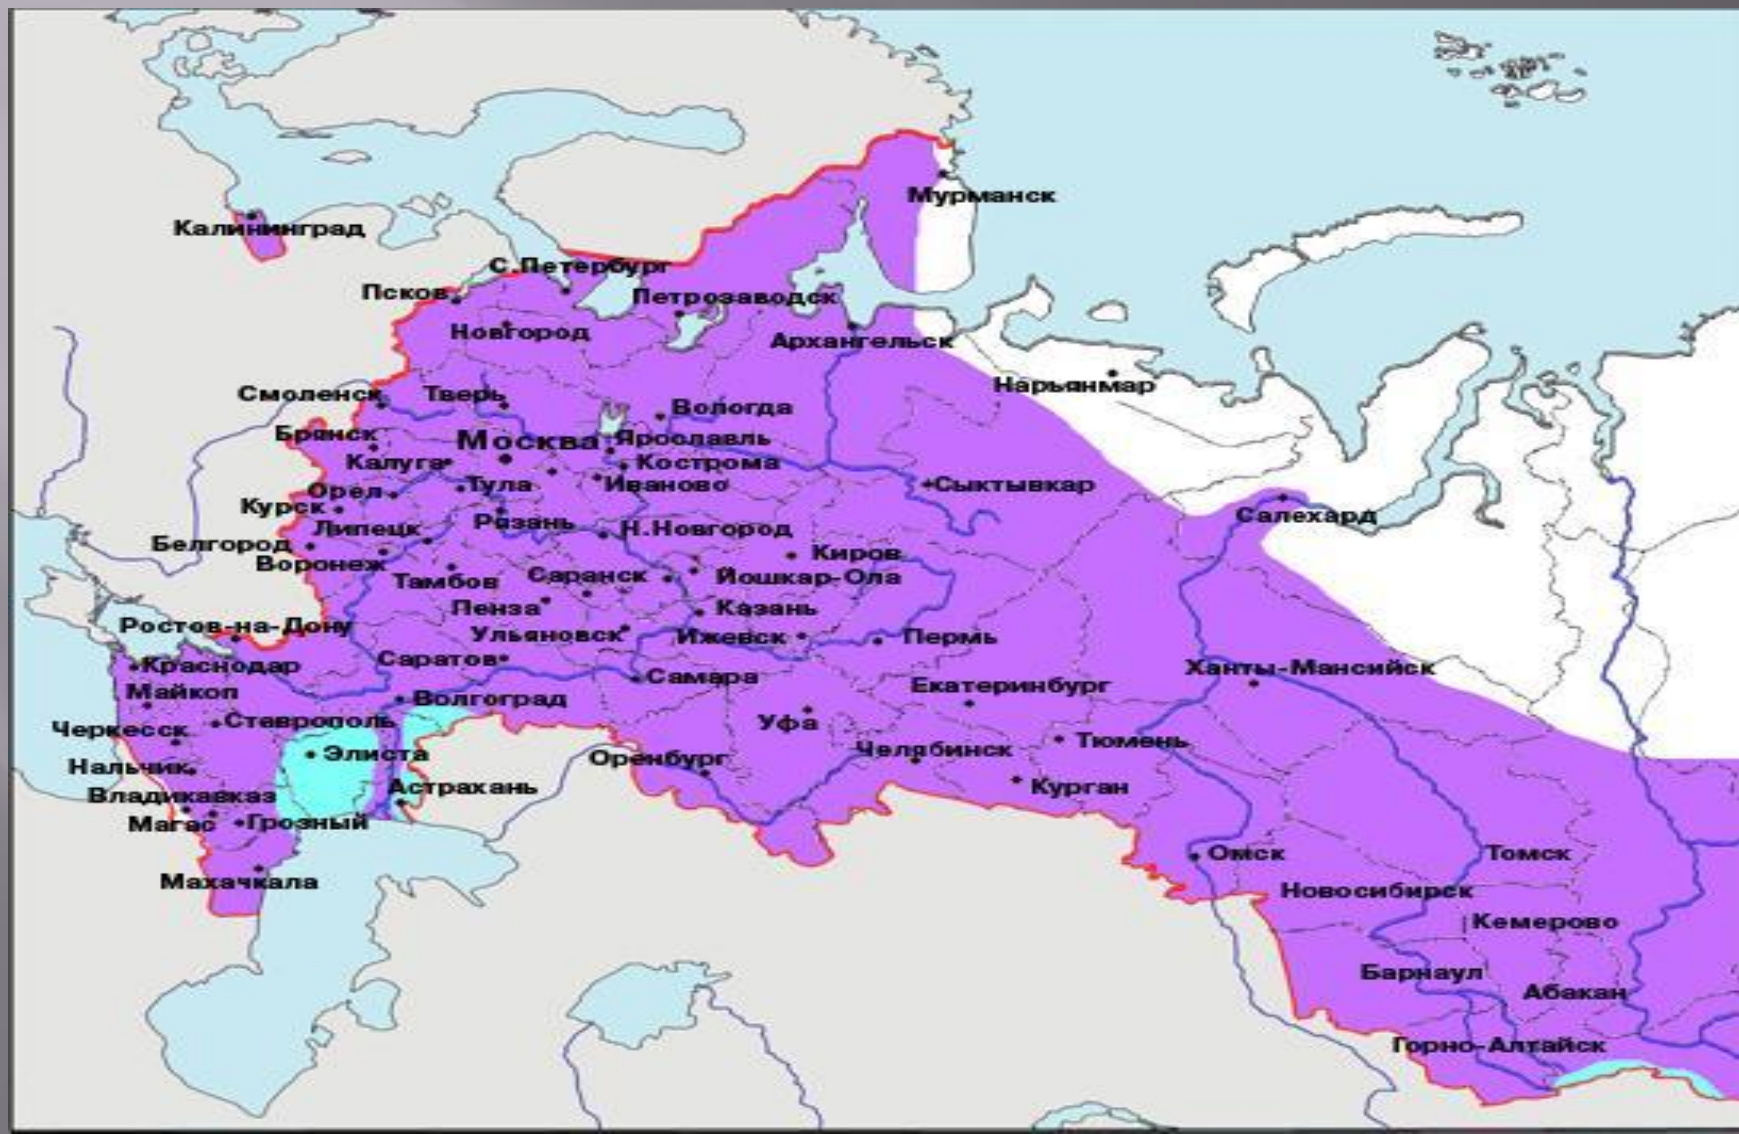 Мурманск
Калининград
С.Петербург
Псков
Петрозаводск
Новгород
Архангельск
Нарьянмар
Смоленск
Тверь
Вологда
Брянск
Москва
Ярославль
Калуга
Кострома
Орел
Тула
Иваново
Сыктывкар
Курск
Салехард
Липецк
Рязань
Н.Новгород
Белгород
Киров
Воронеж
Тамбов
Саранск
Йошкар-Ола
Пенза
Казань
Ростов-на-Дону
Ульяновск
Ижевск
Пермь
Краснодар
Саратов
Самара
Ханты-Мансийск
Майкоп
Волгоград
Екатеринбург
Черкесск
Ставрополь
Уфа
Тюмень
Элиста
Челябинск
Нальчик
Оренбург
Астрахань
Курган
Владикавказ
Магас
Грозный
Омск
Томск
Махачкала
Новосибирск
Кемерово
Барнаул
Абакан
Горно-Алтайск